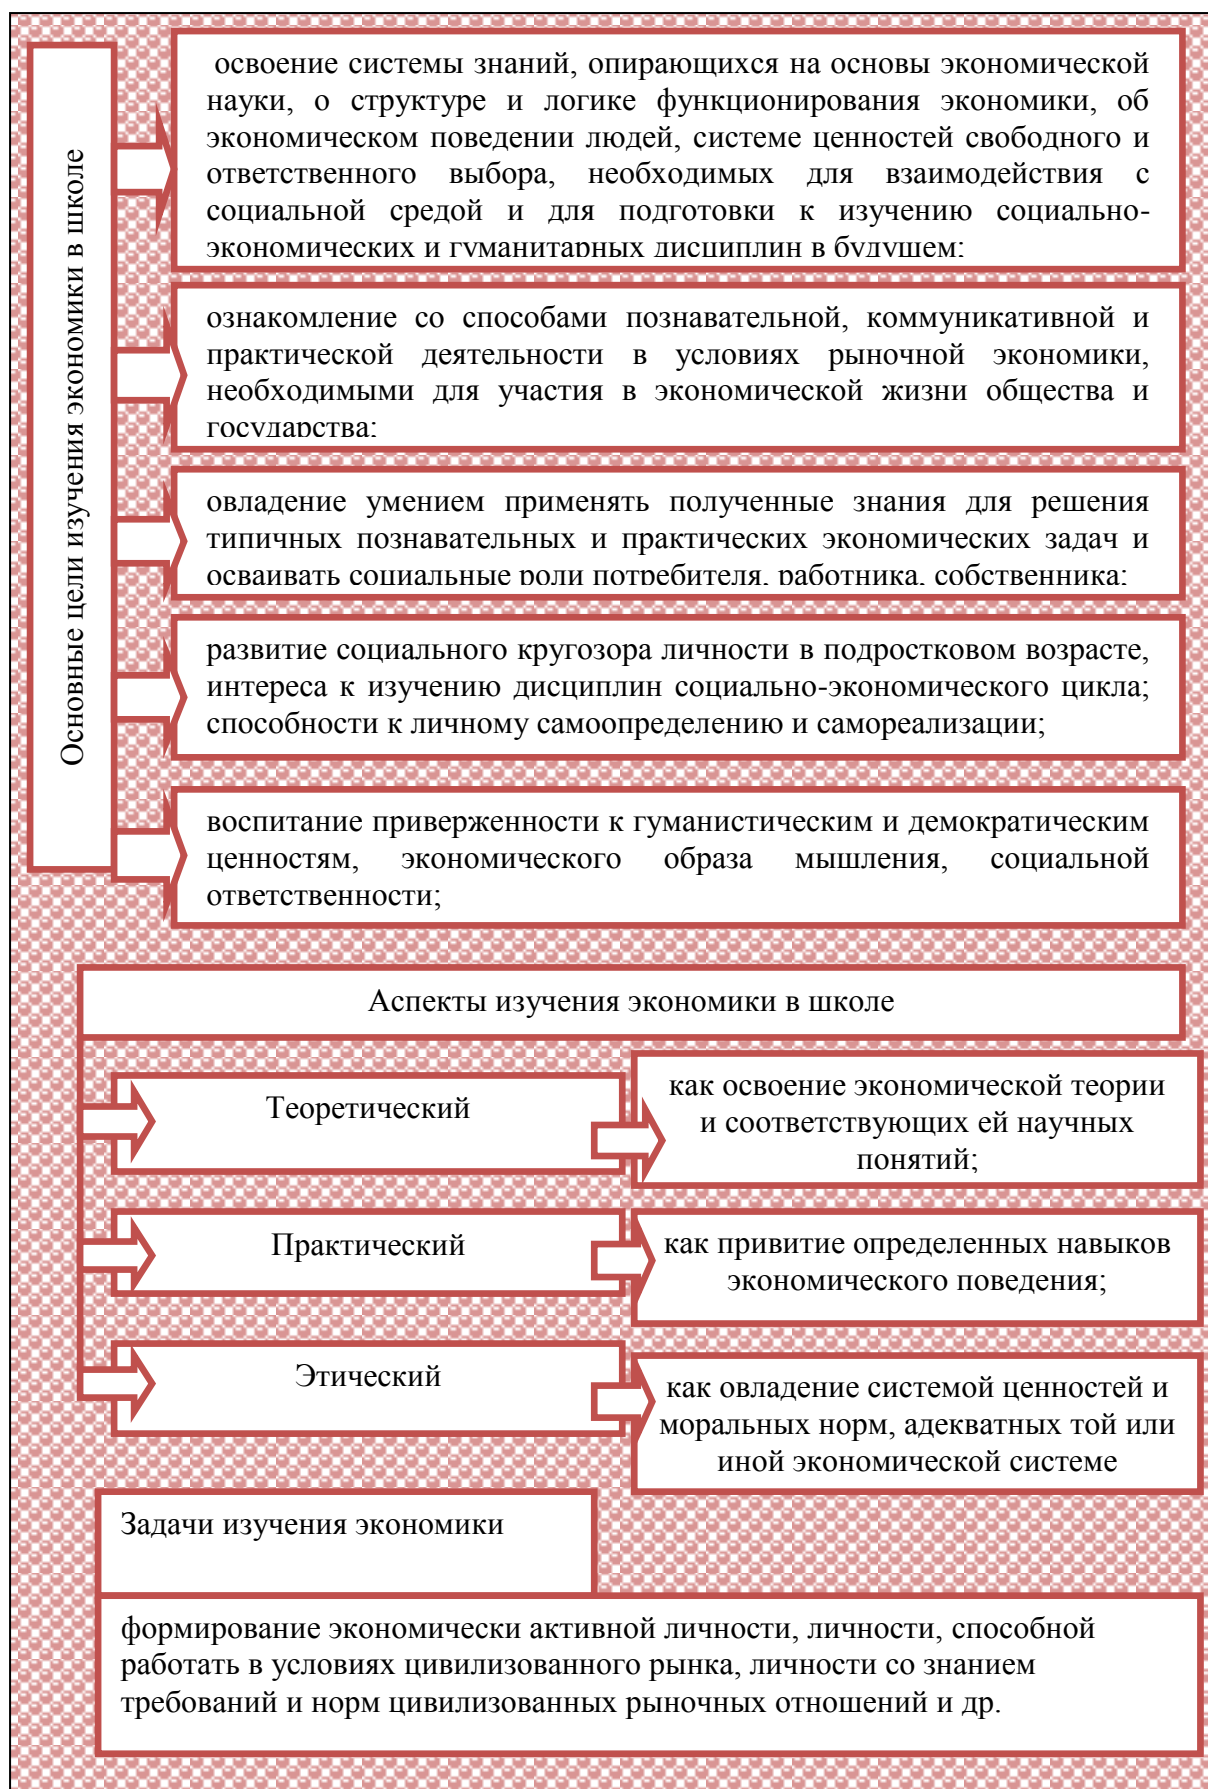 Основные цели изучения экономики в школе
освоение системы знаний, опирающихся на основы экономической
науки, о структуре и логике функционирования экономики, об
экономическом поведении людей, системе ценностей свободного и
ответственного выбора, необходимых для взаимодействия с
социальной средой и для подготовки к изучению социально-
экономических и гуманитарных дисциплин в будущем;
ознакомление со способами познавательной, коммуникативной и
практической деятельности в условиях рыночной экономики,
необходимыми для участия в экономической жизни общества и
государства;
овладение умением применять полученные знания для решения
типичных познавательных и практических экономических задач и
осваивать социальные роли потребителя, работника, собственника;
развитие социального кругозора личности в подростковом возрасте,
интереса к изучению дисциплин социально-экономического цикла;
способности к личному самоопределению и самореализации;
воспитание приверженности к гуманистическим и демократическим
ценностям, экономического образа мышления, социальной
ответственности;
Аспекты изучения экономики в школе
Теоретический
как освоение экономической теории
и соответствующих ей научных
понятий;
Практический
как привитие определенных навыков
экономического поведения;
Этический
как овладение системой ценностей и
моральных норм, адекватных той или
иной экономической системе
Задачи изучения экономики
формирование экономически активной личности, личности, способной
работать в условиях цивилизованного рынка, личности со знанием
требований и норм цивилизованных рыночных отношений и др.